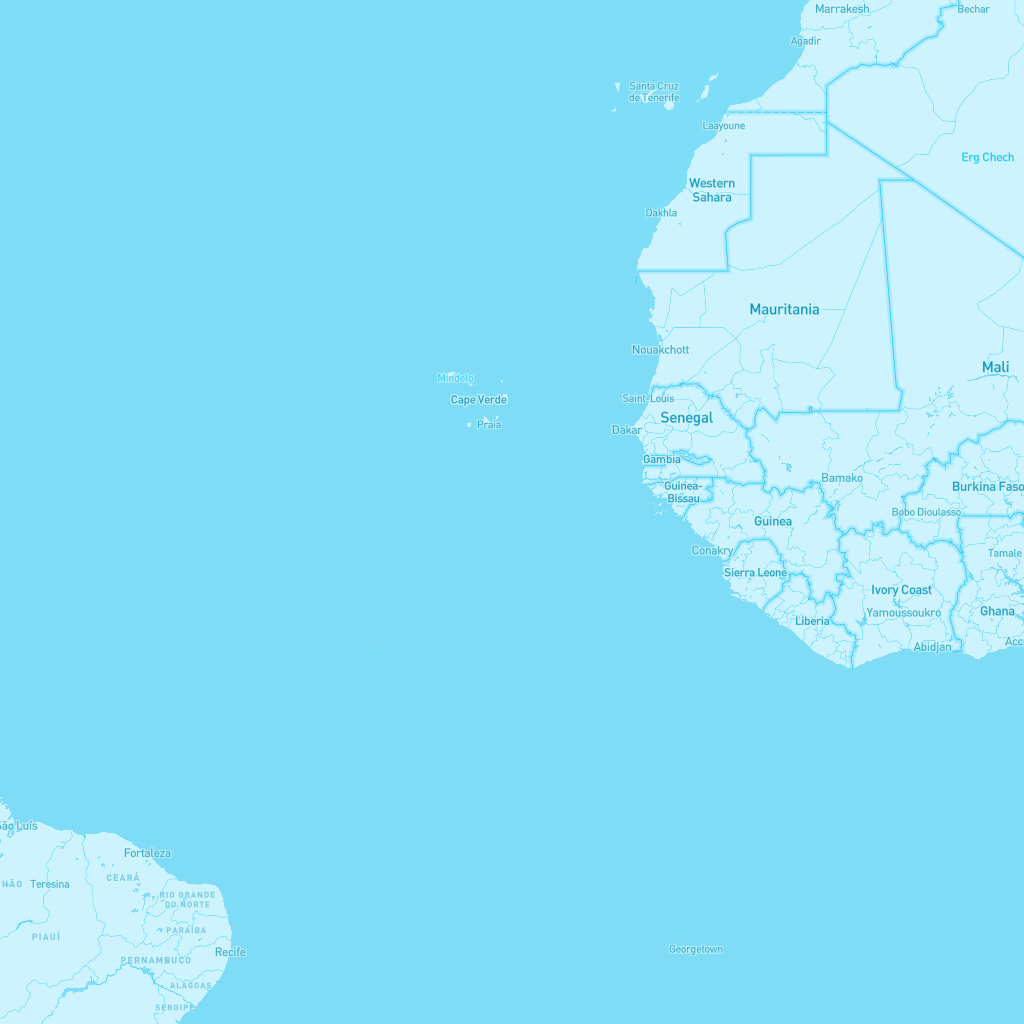 Marrakesh
Bechar
Agadir
Santa Cruz
de Tenerife
Laayoune
Erg Chech
Western
Sahara
Dakhla
Mauritania
Nouakchott
Mali
Mindelo
Cape Verde
Praia
Saint-Louis
Senegal
Dakar
Gambia
Guinea-
Bissau
Bamako
Burkina Faso
Bobo Dioulasso
Guinea
Conakry
Tamale
Sierra Leone
Ivory Coast
Yamoussoukro
Ghana
Liberia
Abidjan
Acc
São Luís
Fortaleza
CEARÁ
HÃO
Teresina
RIO GRANDE
DO NORTE
PARAÍBA
PIAUÍ
Recife
PERNAMBUCO
Georgetown
ALAGOAS
SERGIPE